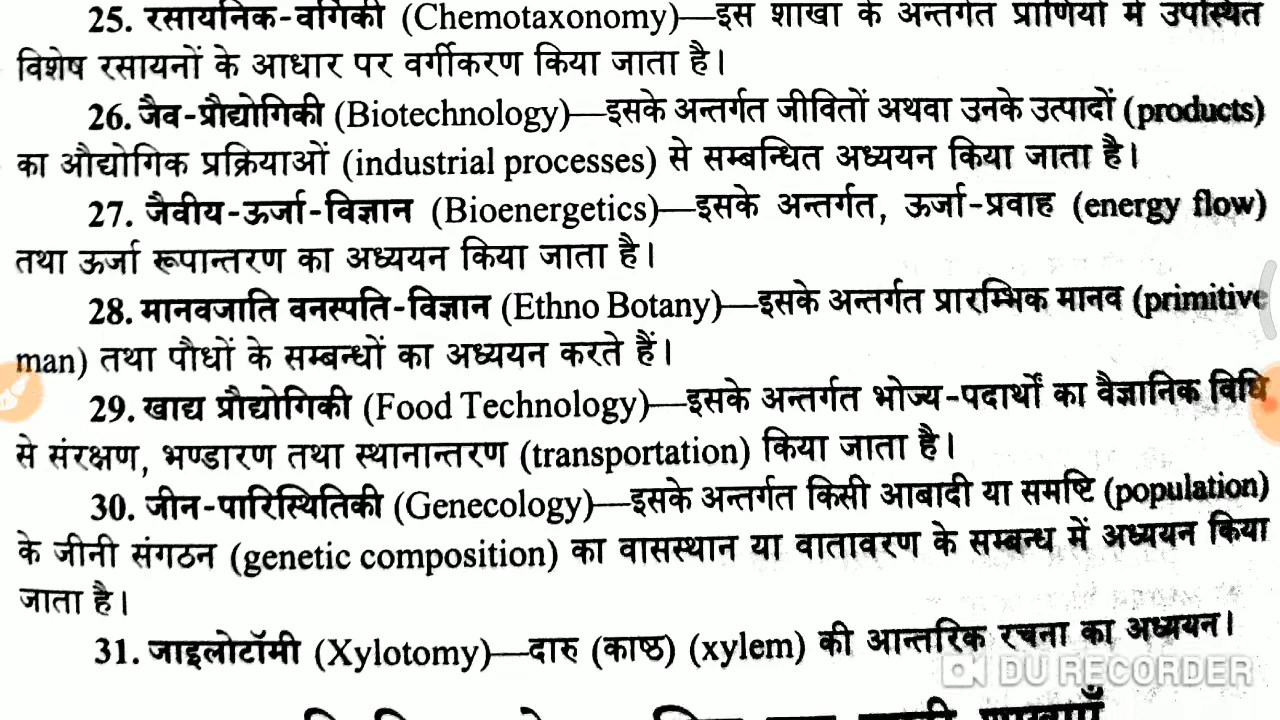 25. रसायनिक-वर्गिकी (Chemotaxonomy)—इस शाखा के अन्तर्गत प्राणियों में उपस्थित
विशेष रसायनों के आधार पर वर्गीकरण किया जाता है।
26. जैव-प्रौद्योगिकी (Biotechnology)—इसके अन्तर्गत जीवितों अथवा उनके उत्पादों (products)
का औद्योगिक प्रक्रियाओं (industrial processes) से सम्बन्धित अध्ययन किया जाता है।
27. जैवीय-ऊर्जा-विज्ञान (Bioenergetics)—इसके अन्तर्गत, ऊर्जा-प्रवाह (energy flow)
तथा ऊर्जा रूपान्तरण का अध्ययन किया जाता है।
28. मानवजाति वनस्पति-विज्ञान (Ethno Botany)—इसके अन्तर्गत प्रारम्भिक मानव (primitive
man) तथा पौधों के सम्बन्धों का अध्ययन करते हैं।
29. खाद्य प्रौद्योगिकी (Food Technology)—इसके अन्तर्गत भोज्य-पदार्थों का वैज्ञानिक विधि
से संरक्षण, भण्डारण तथा स्थानान्तरण (transportation) किया जाता है।
30. जीन-पारिस्थितिकी (Genecology)—इसके अन्तर्गत किसी आबादी या समष्टि (population)
के जीनी संगठन (genetic composition) का वासस्थान या वातावरण के सम्बन्ध में अध्ययन किया
जाता है।
31. जाइलोटॉमी (Xylotomy)—दारु (काष्ठ) (xylem) की आन्तरिक रचना का अध्ययन।
DU RECORDER